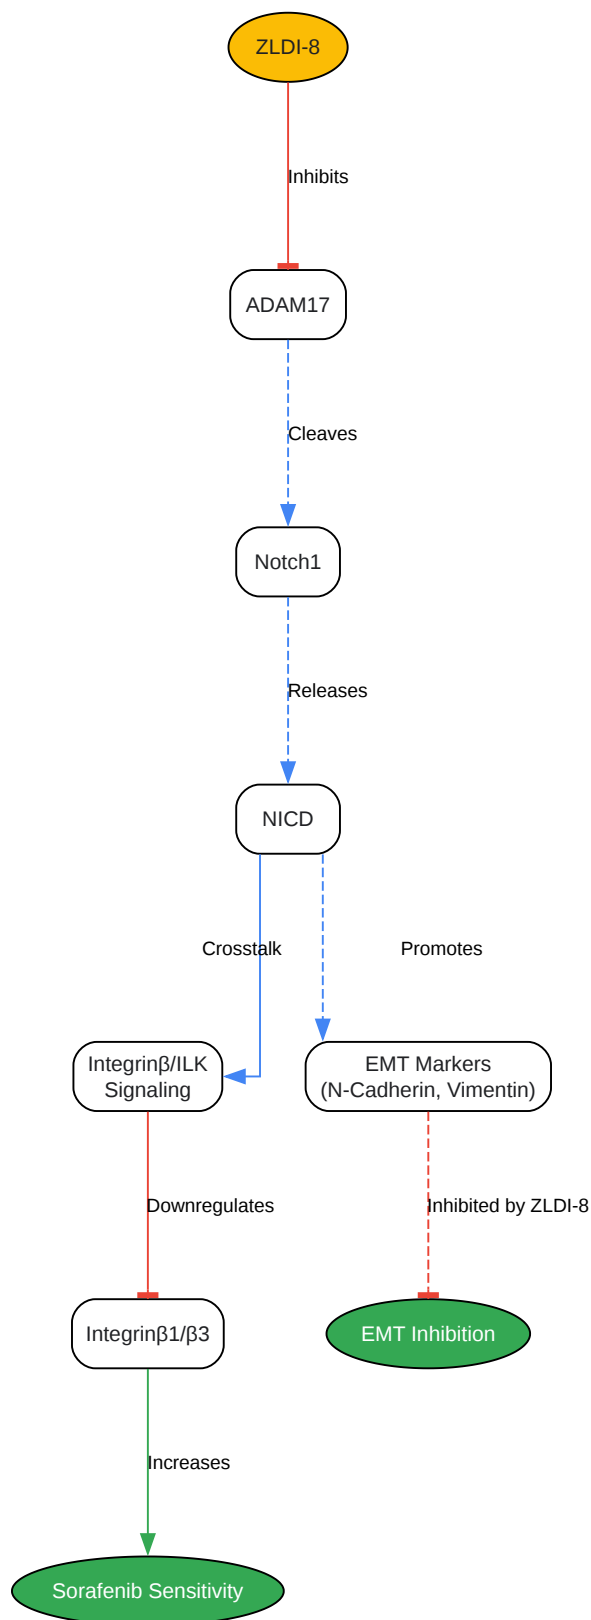 ZLDI-8
Inhibits
ADAM17
Cleaves
Notch1
Releases
NICD
Crosstalk
Promotes
Integrinβ/ILK
Signaling
EMT Markers
(N-Cadherin, Vimentin)
Downregulates
Inhibited by ZLDI-8
Integrinβ1/β3
EMT Inhibition
Increases
Sorafenib Sensitivity